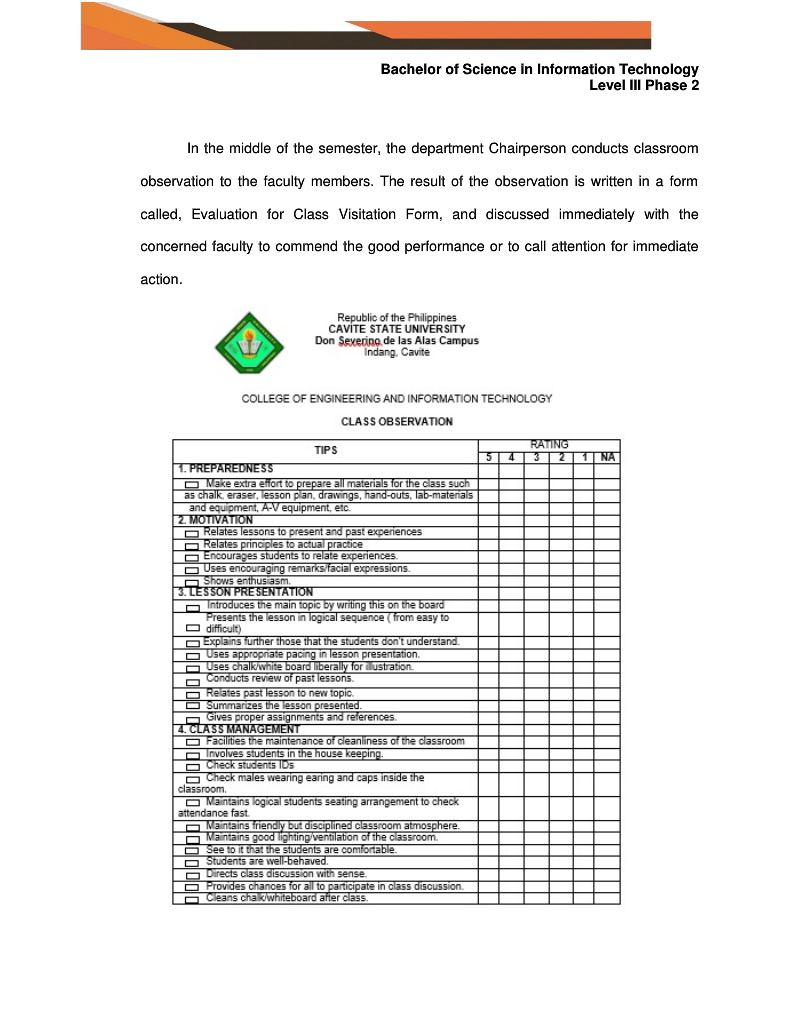 Bachelor of Science in Information Technology
Level III Phase 2
In the middle of the semester, the department Chairperson conducts classroom
observation to the faculty members. The result of the observation is written in a form
called, Evaluation for Class Visitation Form, and discussed immediately with the
concerned faculty to commend the good performance or to call attention for immediate
action.
Republic of the Philippines
CAVITE STATE UNIVERSITY
Don Severino de las Alas Campus
Indang, Cavite
COLLEGE OF ENGINEERING AND INFORMATION TECHNOLOGY
CLASS OBSERVATION
TIPS
RATING
5 4 3 2 1 NA
1. PREPAREDNESS
Make extra effort to prepare all materials for the class such
as chalk, eraser, lesson plan, drawings, hand-outs, lab-materials
and equipment, A-V equipment, etc.
2. MOTIVATION
Relates lessons to present and past experiences
Relates principles to actual practice
Encourages students to relate experiences.
Uses encouraging remarks/facial expressions.
Shows enthusiasm.
3. LESSON PRESENTATION
Introduces the main topic by writing this on the board
Presents the lesson in logical sequence ( from easy to
difficult)
Explains further those that the students don't understand.
Uses appropriate pacing in lesson presentation.
Uses chalk/white board liberally for illustration.
Conducts review of past lessons.
Relates past lesson to new topic.
Summarizes the lesson presented.
Gives proper assignments and references.
4. CLASS MANAGEMENT
Facilities the maintenance of cleanliness of the classroom
Involves students in the house keeping.
Check students IDs
Check males wearing earing and caps inside the
classroom.
Maintains logical students seating arrangement to check
attendance fast.
Maintains friendly but disciplined classroom atmosphere.
Maintains good lighting/ventilation of the classroom.
See to it that the students are comfortable.
Students are well-behaved.
Directs class discussion with sense.
Provides chances for all to participate in class discussion.
Cleans chalk/whiteboard after class.